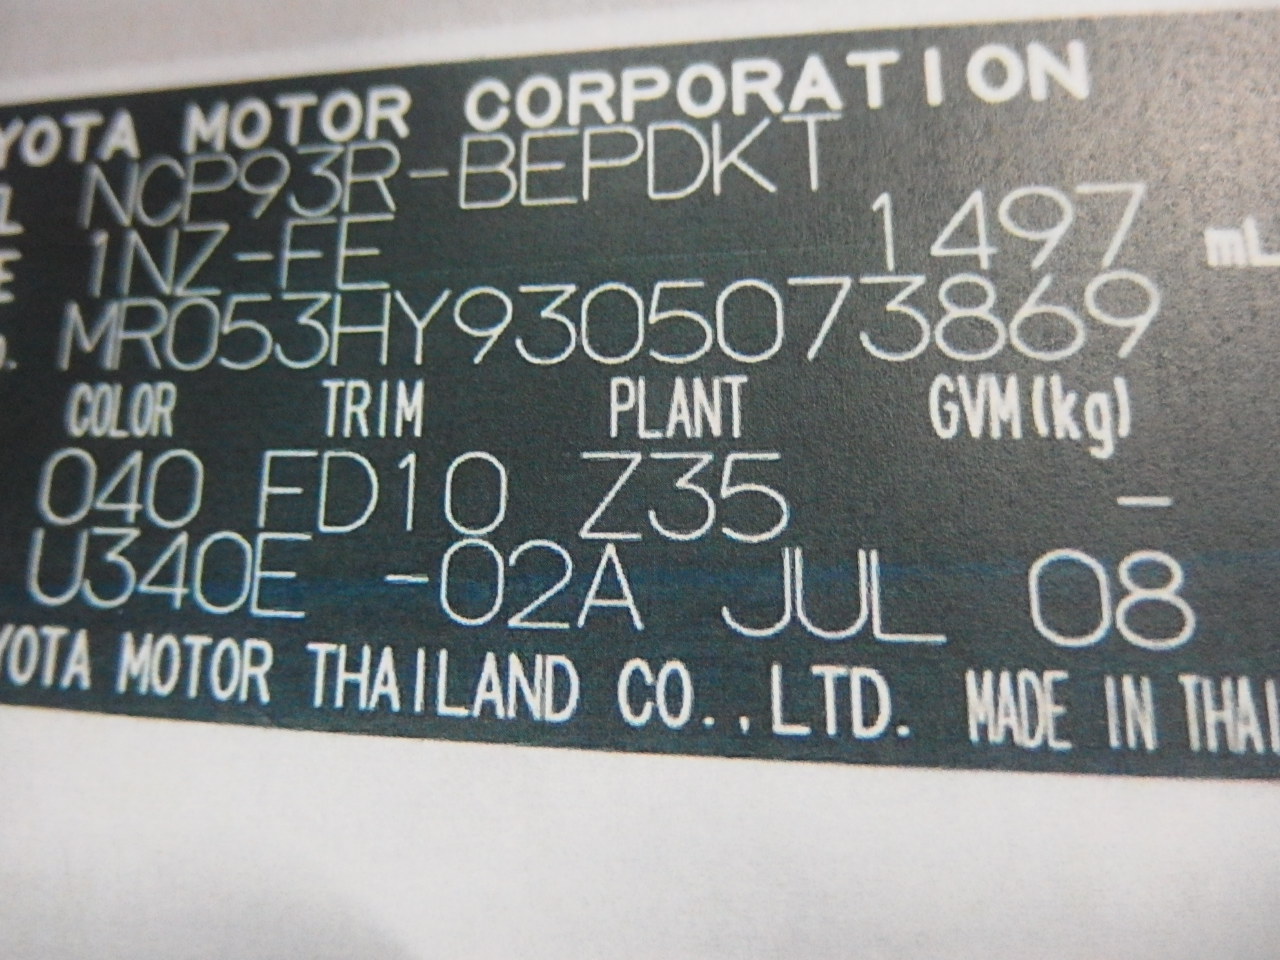 YOTA MOTOR CORPORATION
L NCP93R-BEPDKT
E 1NZ-FE 1497 mL
O. MR053HY9305073869
COLOR TRIM PLANT GVM(kg)
040 FD10 Z35 -
U340E -02A JUL 08
YOTA MOTOR THAILAND CO.,LTD. MADE IN THAI